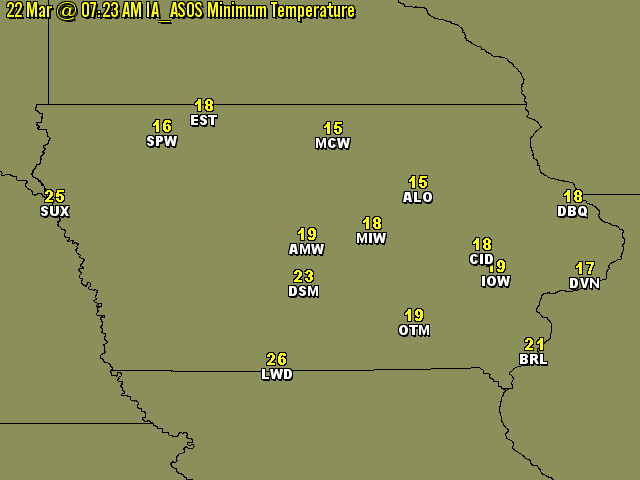 22 Mar @ 07:23 AM IA_ASOS Minimum Temperature
18
EST
16
SPW
15
MCW
15
ALO
25
SUX
18
DBQ
18
MIW
19
AMW
18
CID
19
IOW
17
DVN
23
DSM
19
OTM
21
BRL
26
LWD